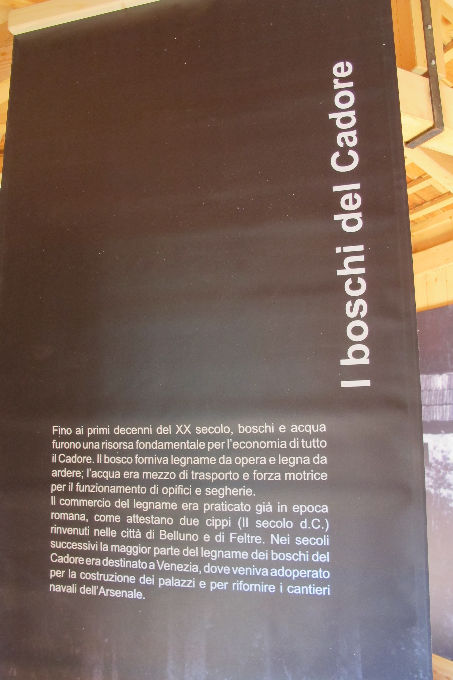 I boschi del Cadore
Fino ai primi decenni del XX secolo, boschi e acqua
furono una risorsa fondamentale per l'economia di tutto
il Cadore. Il bosco forniva legname da opera e legna da
ardere; l'acqua era mezzo di trasporto e forza motrice
per il funzionamento di opifici e segherie.
Il commercio del legname era praticato già in epoca
romana, come attestano due cippi (II secolo d.C.)
rinvenuti nelle città di Belluno e di Feltre. Nei secoli
successivi la maggior parte del legname dei boschi del
Cadore era destinato a Venezia, dove veniva adoperato
per la costruzione dei palazzi e per rifornire i cantieri
navali dell'Arsenale.